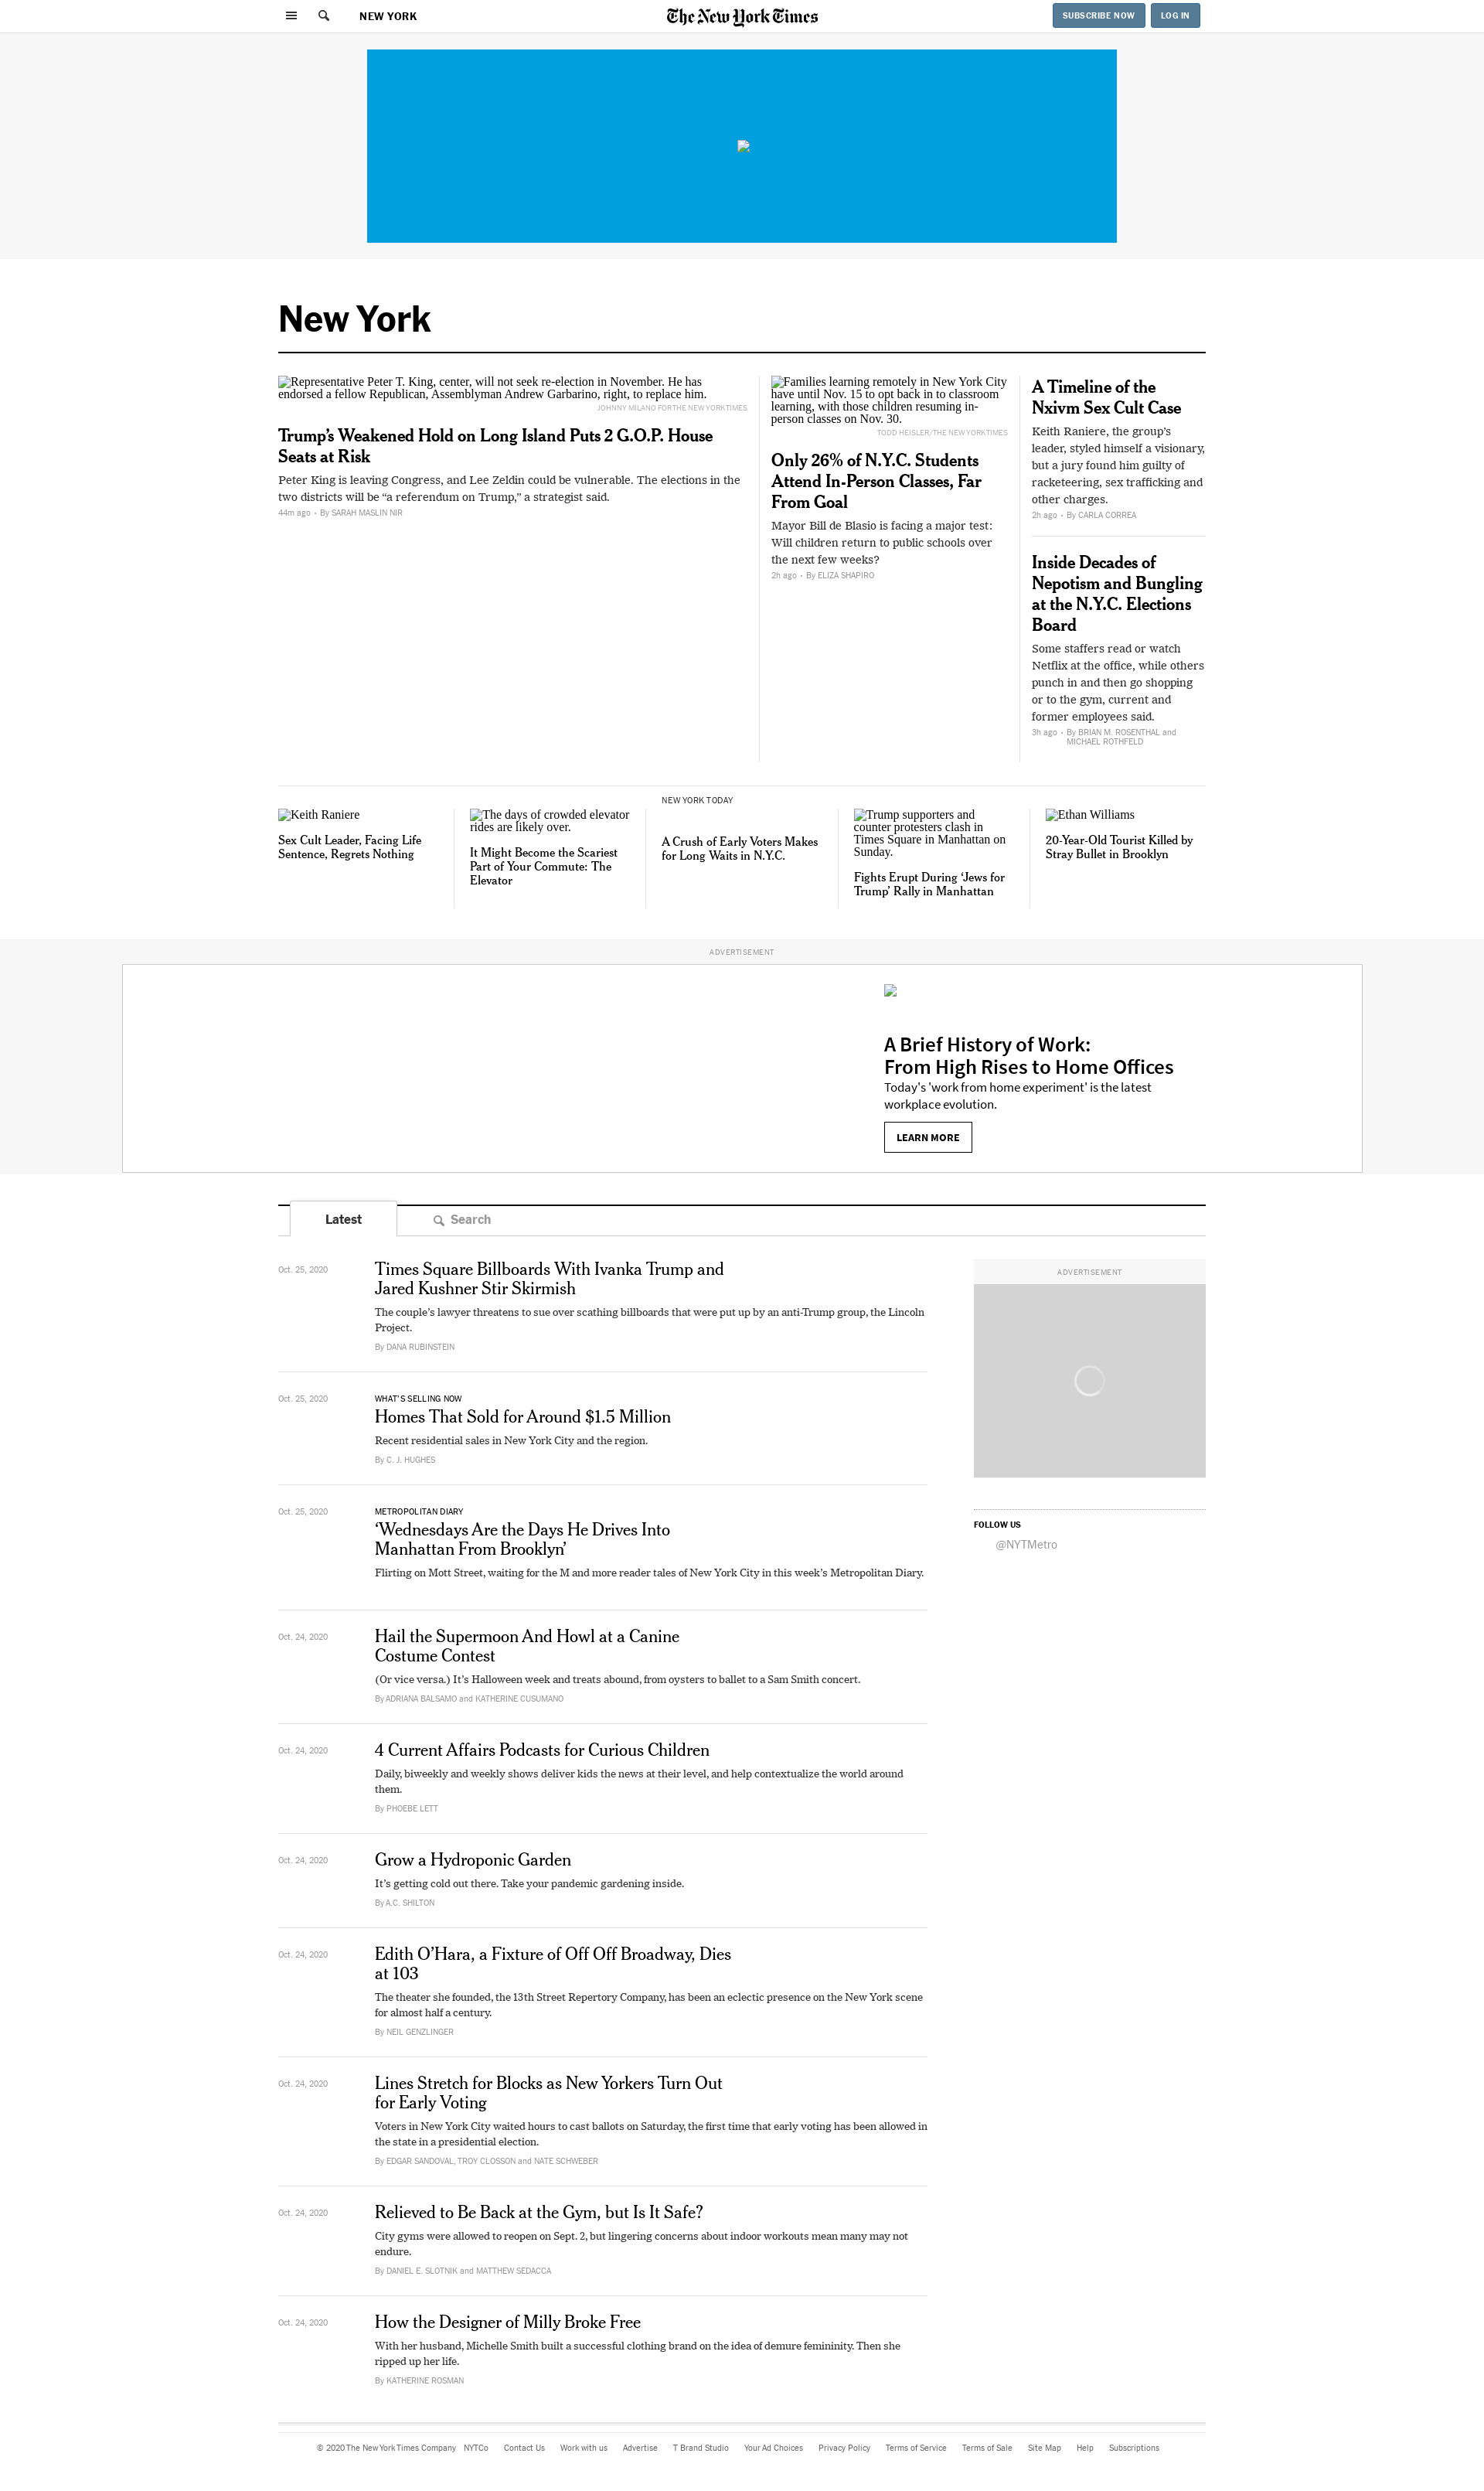 NEW YORK
The New York Times
SUBSCRIBE NOW
LOG IN
New York
Representative Peter T. King, center, will not seek re-election in November. He has
endorsed a fellow Republican, Assemblyman Andrew Garbarino, right, to replace him.
JOHNNY MILANO FOR THE NEW YORK TIMES
Trump’s Weakened Hold on Long Island Puts 2 G.O.P. House
Seats at Risk
Peter King is leaving Congress, and Lee Zeldin could be vulnerable. The elections in the
two districts will be “a referendum on Trump,” a strategist said.
44m ago • By SARAH MASLIN NIR
Families learning remotely in New York City
have until Nov. 15 to opt back in to classroom
learning, with those children resuming in-
person classes on Nov. 30.
TODD HEISLER/THE NEW YORK TIMES
Only 26% of N.Y.C. Students
Attend In-Person Classes, Far
From Goal
Mayor Bill de Blasio is facing a major test:
Will children return to public schools over
the next few weeks?
2h ago • By ELIZA SHAPIRO
A Timeline of the
Nxivm Sex Cult Case
Keith Raniere, the group’s
leader, styled himself a visionary,
but a jury found him guilty of
racketeering, sex trafficking and
other charges.
2h ago • By CARLA CORREA
Inside Decades of
Nepotism and Bungling
at the N.Y.C. Elections
Board
Some staffers read or watch
Netflix at the office, while others
punch in and then go shopping
or to the gym, current and
former employees said.
3h ago • By BRIAN M. ROSENTHAL and
MICHAEL ROTHFELD
Keith Raniere
Sex Cult Leader, Facing Life
Sentence, Regrets Nothing
The days of crowded elevator
rides are likely over.
It Might Become the Scariest
Part of Your Commute: The
Elevator
NEW YORK TODAY
A Crush of Early Voters Makes
for Long Waits in N.Y.C.
Trump supporters and
counter protesters clash in
Times Square in Manhattan on
Sunday.
Fights Erupt During ‘Jews for
Trump’ Rally in Manhattan
Ethan Williams
20-Year-Old Tourist Killed by
Stray Bullet in Brooklyn
ADVERTISEMENT
A Brief History of Work:
From High Rises to Home Offices
Today's 'work from home experiment' is the latest
workplace evolution.
LEARN MORE
Latest
Search
Oct. 25, 2020
Times Square Billboards With Ivanka Trump and
Jared Kushner Stir Skirmish
The couple’s lawyer threatens to sue over scathing billboards that were put up by an anti-Trump group, the Lincoln
Project.
By DANA RUBINSTEIN
Oct. 25, 2020
WHAT’S SELLING NOW
Homes That Sold for Around $1.5 Million
Recent residential sales in New York City and the region.
By C. J. HUGHES
Oct. 25, 2020
METROPOLITAN DIARY
‘Wednesdays Are the Days He Drives Into
Manhattan From Brooklyn’
Flirting on Mott Street, waiting for the M and more reader tales of New York City in this week’s Metropolitan Diary.
Oct. 24, 2020
Hail the Supermoon And Howl at a Canine
Costume Contest
(Or vice versa.) It’s Halloween week and treats abound, from oysters to ballet to a Sam Smith concert.
By ADRIANA BALSAMO and KATHERINE CUSUMANO
Oct. 24, 2020
4 Current Affairs Podcasts for Curious Children
Daily, biweekly and weekly shows deliver kids the news at their level, and help contextualize the world around
them.
By PHOEBE LETT
Oct. 24, 2020
Grow a Hydroponic Garden
It’s getting cold out there. Take your pandemic gardening inside.
By A.C. SHILTON
Oct. 24, 2020
Edith O’Hara, a Fixture of Off Off Broadway, Dies
at 103
The theater she founded, the 13th Street Repertory Company, has been an eclectic presence on the New York scene
for almost half a century.
By NEIL GENZLINGER
Oct. 24, 2020
Lines Stretch for Blocks as New Yorkers Turn Out
for Early Voting
Voters in New York City waited hours to cast ballots on Saturday, the first time that early voting has been allowed in
the state in a presidential election.
By EDGAR SANDOVAL, TROY CLOSSON and NATE SCHWEBER
Oct. 24, 2020
Relieved to Be Back at the Gym, but Is It Safe?
City gyms were allowed to reopen on Sept. 2, but lingering concerns about indoor workouts mean many may not
endure.
By DANIEL E. SLOTNIK and MATTHEW SEDACCA
Oct. 24, 2020
How the Designer of Milly Broke Free
With her husband, Michelle Smith built a successful clothing brand on the idea of demure femininity. Then she
ripped up her life.
By KATHERINE ROSMAN
ADVERTISEMENT
FOLLOW US
@NYTMetro
© 2020 The New York Times Company NYTCo Contact Us Work with us Advertise T Brand Studio Your Ad Choices Privacy Policy Terms of Service Terms of Sale Site Map Help Subscriptions